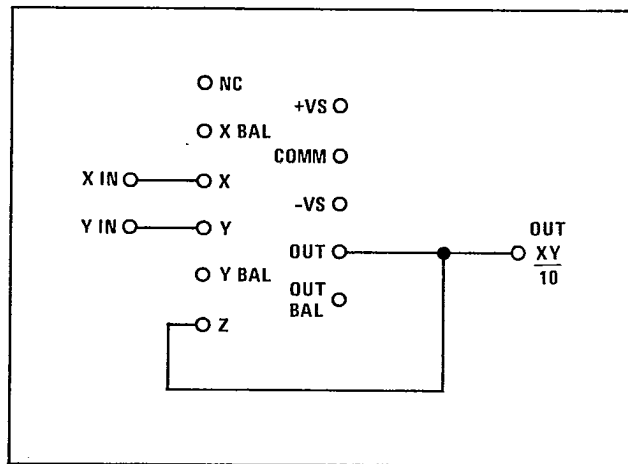 NC
X BAL
X IN
X
Y IN
Y
Y BAL
Z
+VS
COMM
-VS
OUT
OUT
BAL
OUT
XY
10